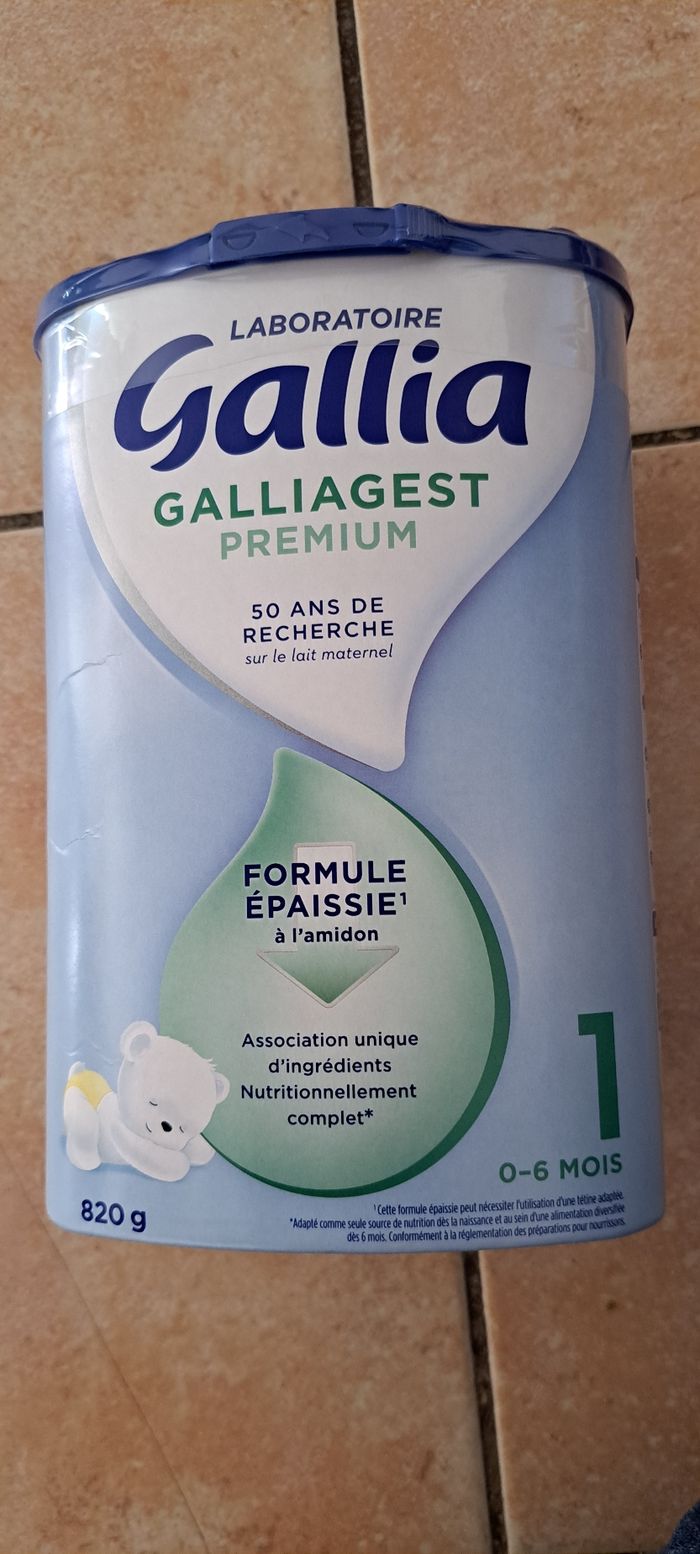 LABORATOIRE
Gallia
GALLIAGEST
PREMIUM
50 ANS DE
RECHERCHE
sur le lait maternel
FORMULE
ÉPAISSIE¹
à l'amidon
Association unique
d'ingrédients
Nutritionnellement
complet*
1
0-6 MOIS
820 g
¹Cette formule épaissie peut nécessiter l'utilisation d'une tétine adaptée.
*Adapté comme seule source de nutrition dès la naissance et au sein d'une alimentation diversifiée
dès 6 mois. Conformément à la réglementation des préparations pour nourrissons.